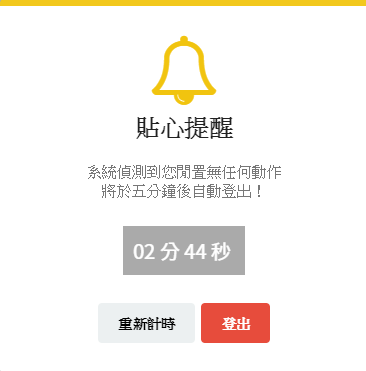 貼心提醒
系統偵測到您閒置無任何動作
將於五分鐘後自動登出！
02 分 44 秒
重新計時
登出